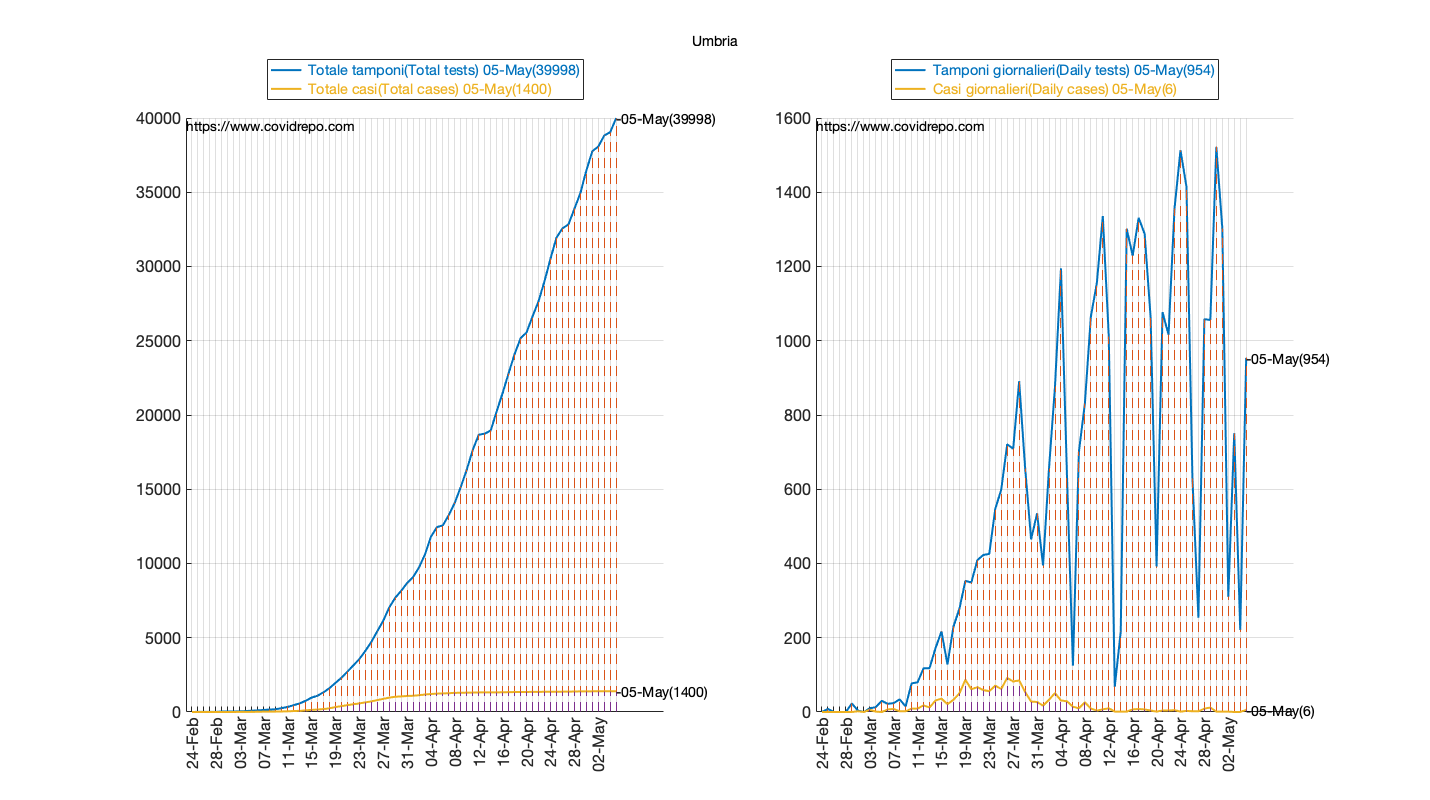 Umbria
Totale tamponi(Total tests) 05-May(39998)
Totale casi(Total cases) 05-May(1400)
40000
35000
30000
25000
20000
15000
10000
5000
0
https://www.covidrepo.com
05-May(39998)
05-May(1400)
24-Feb
28-Feb
03-Mar
07-Mar
11-Mar
15-Mar
19-Mar
23-Mar
27-Mar
31-Mar
04-Apr
08-Apr
12-Apr
16-Apr
20-Apr
24-Apr
28-Apr
02-May
Tamponi giornalieri(Daily tests) 05-May(954)
Casi giornalieri(Daily cases) 05-May(6)
1600
1400
1200
1000
800
600
400
200
0
https://www.covidrepo.com
05-May(954)
05-May(6)
24-Feb
28-Feb
03-Mar
07-Mar
11-Mar
15-Mar
19-Mar
23-Mar
27-Mar
31-Mar
04-Apr
08-Apr
12-Apr
16-Apr
20-Apr
24-Apr
28-Apr
02-May